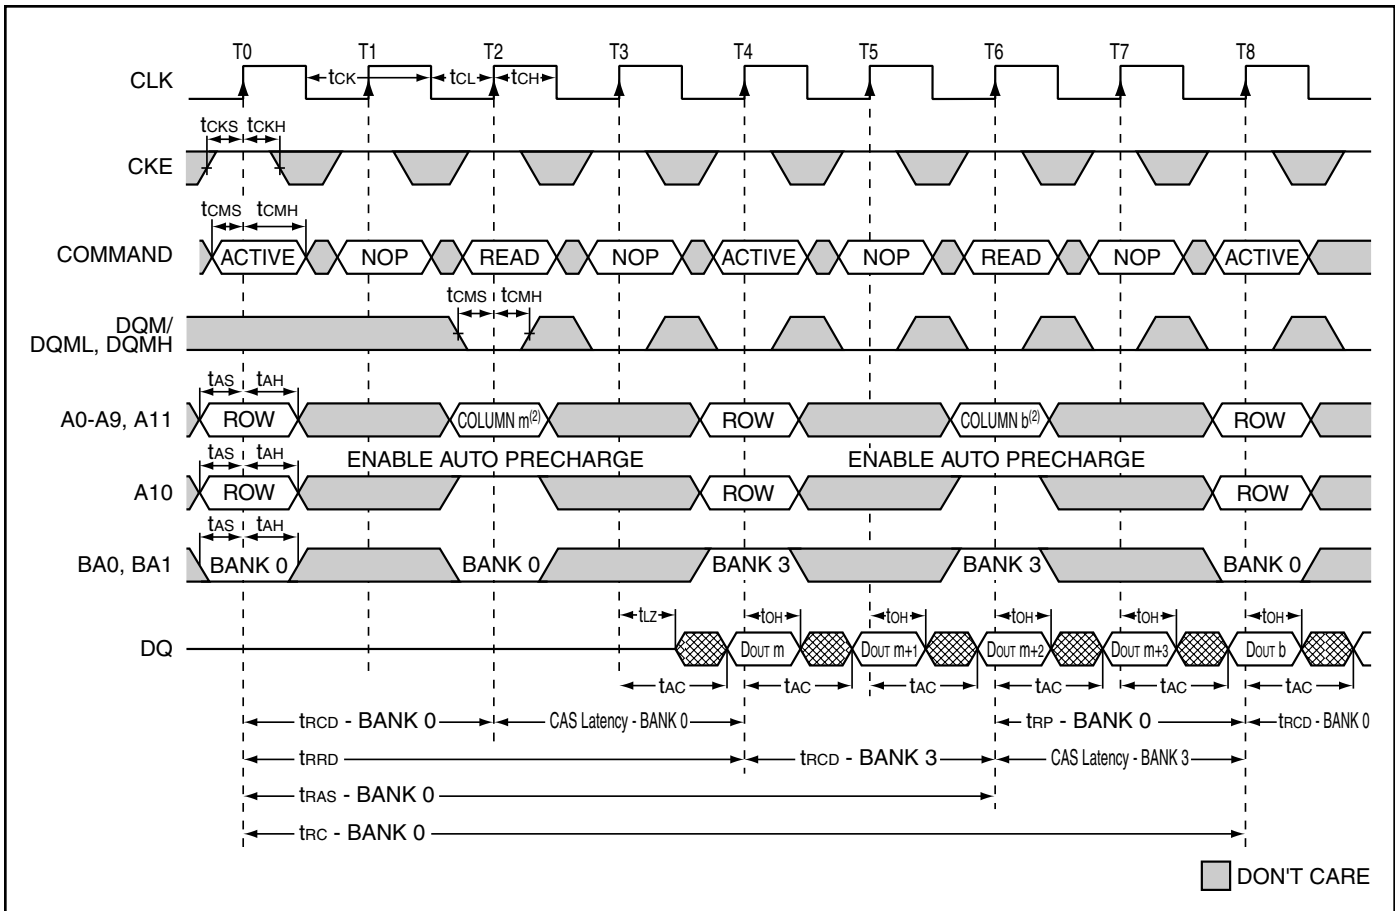 T0 T1 T2 T3 T4 T5 T6 T7 T8
CLK tCK tCL tCH
tCKS tCKH
CKE
tCMS tCMH
COMMAND ACTIVE NOP READ NOP ACTIVE NOP READ NOP ACTIVE
tCMS tCMH
DQM/
DQML, DQMH
tAS tAH
A0-A9, A11 ROW COLUMN m(2) ROW COLUMN b(2) ROW
tAS tAH ENABLE AUTO PRECHARGE ENABLE AUTO PRECHARGE
A10 ROW ROW ROW
tAS tAH
BA0, BA1 BANK 0 BANK 0 BANK 3 BANK 3 BANK 0
tLZ tOH tOH tOH tOH tOH
DQ DOUT m DOUT m+1 DOUT m+2 DOUT m+3 DOUT b
tAC tAC tAC tAC tAC tAC
tRCD - BANK 0 CAS Latency - BANK 0 tRP - BANK 0 tRCD - BANK 0
tRRD tRCD - BANK 3 CAS Latency - BANK 3
tRAS - BANK 0
tRC - BANK 0
DON'T CARE